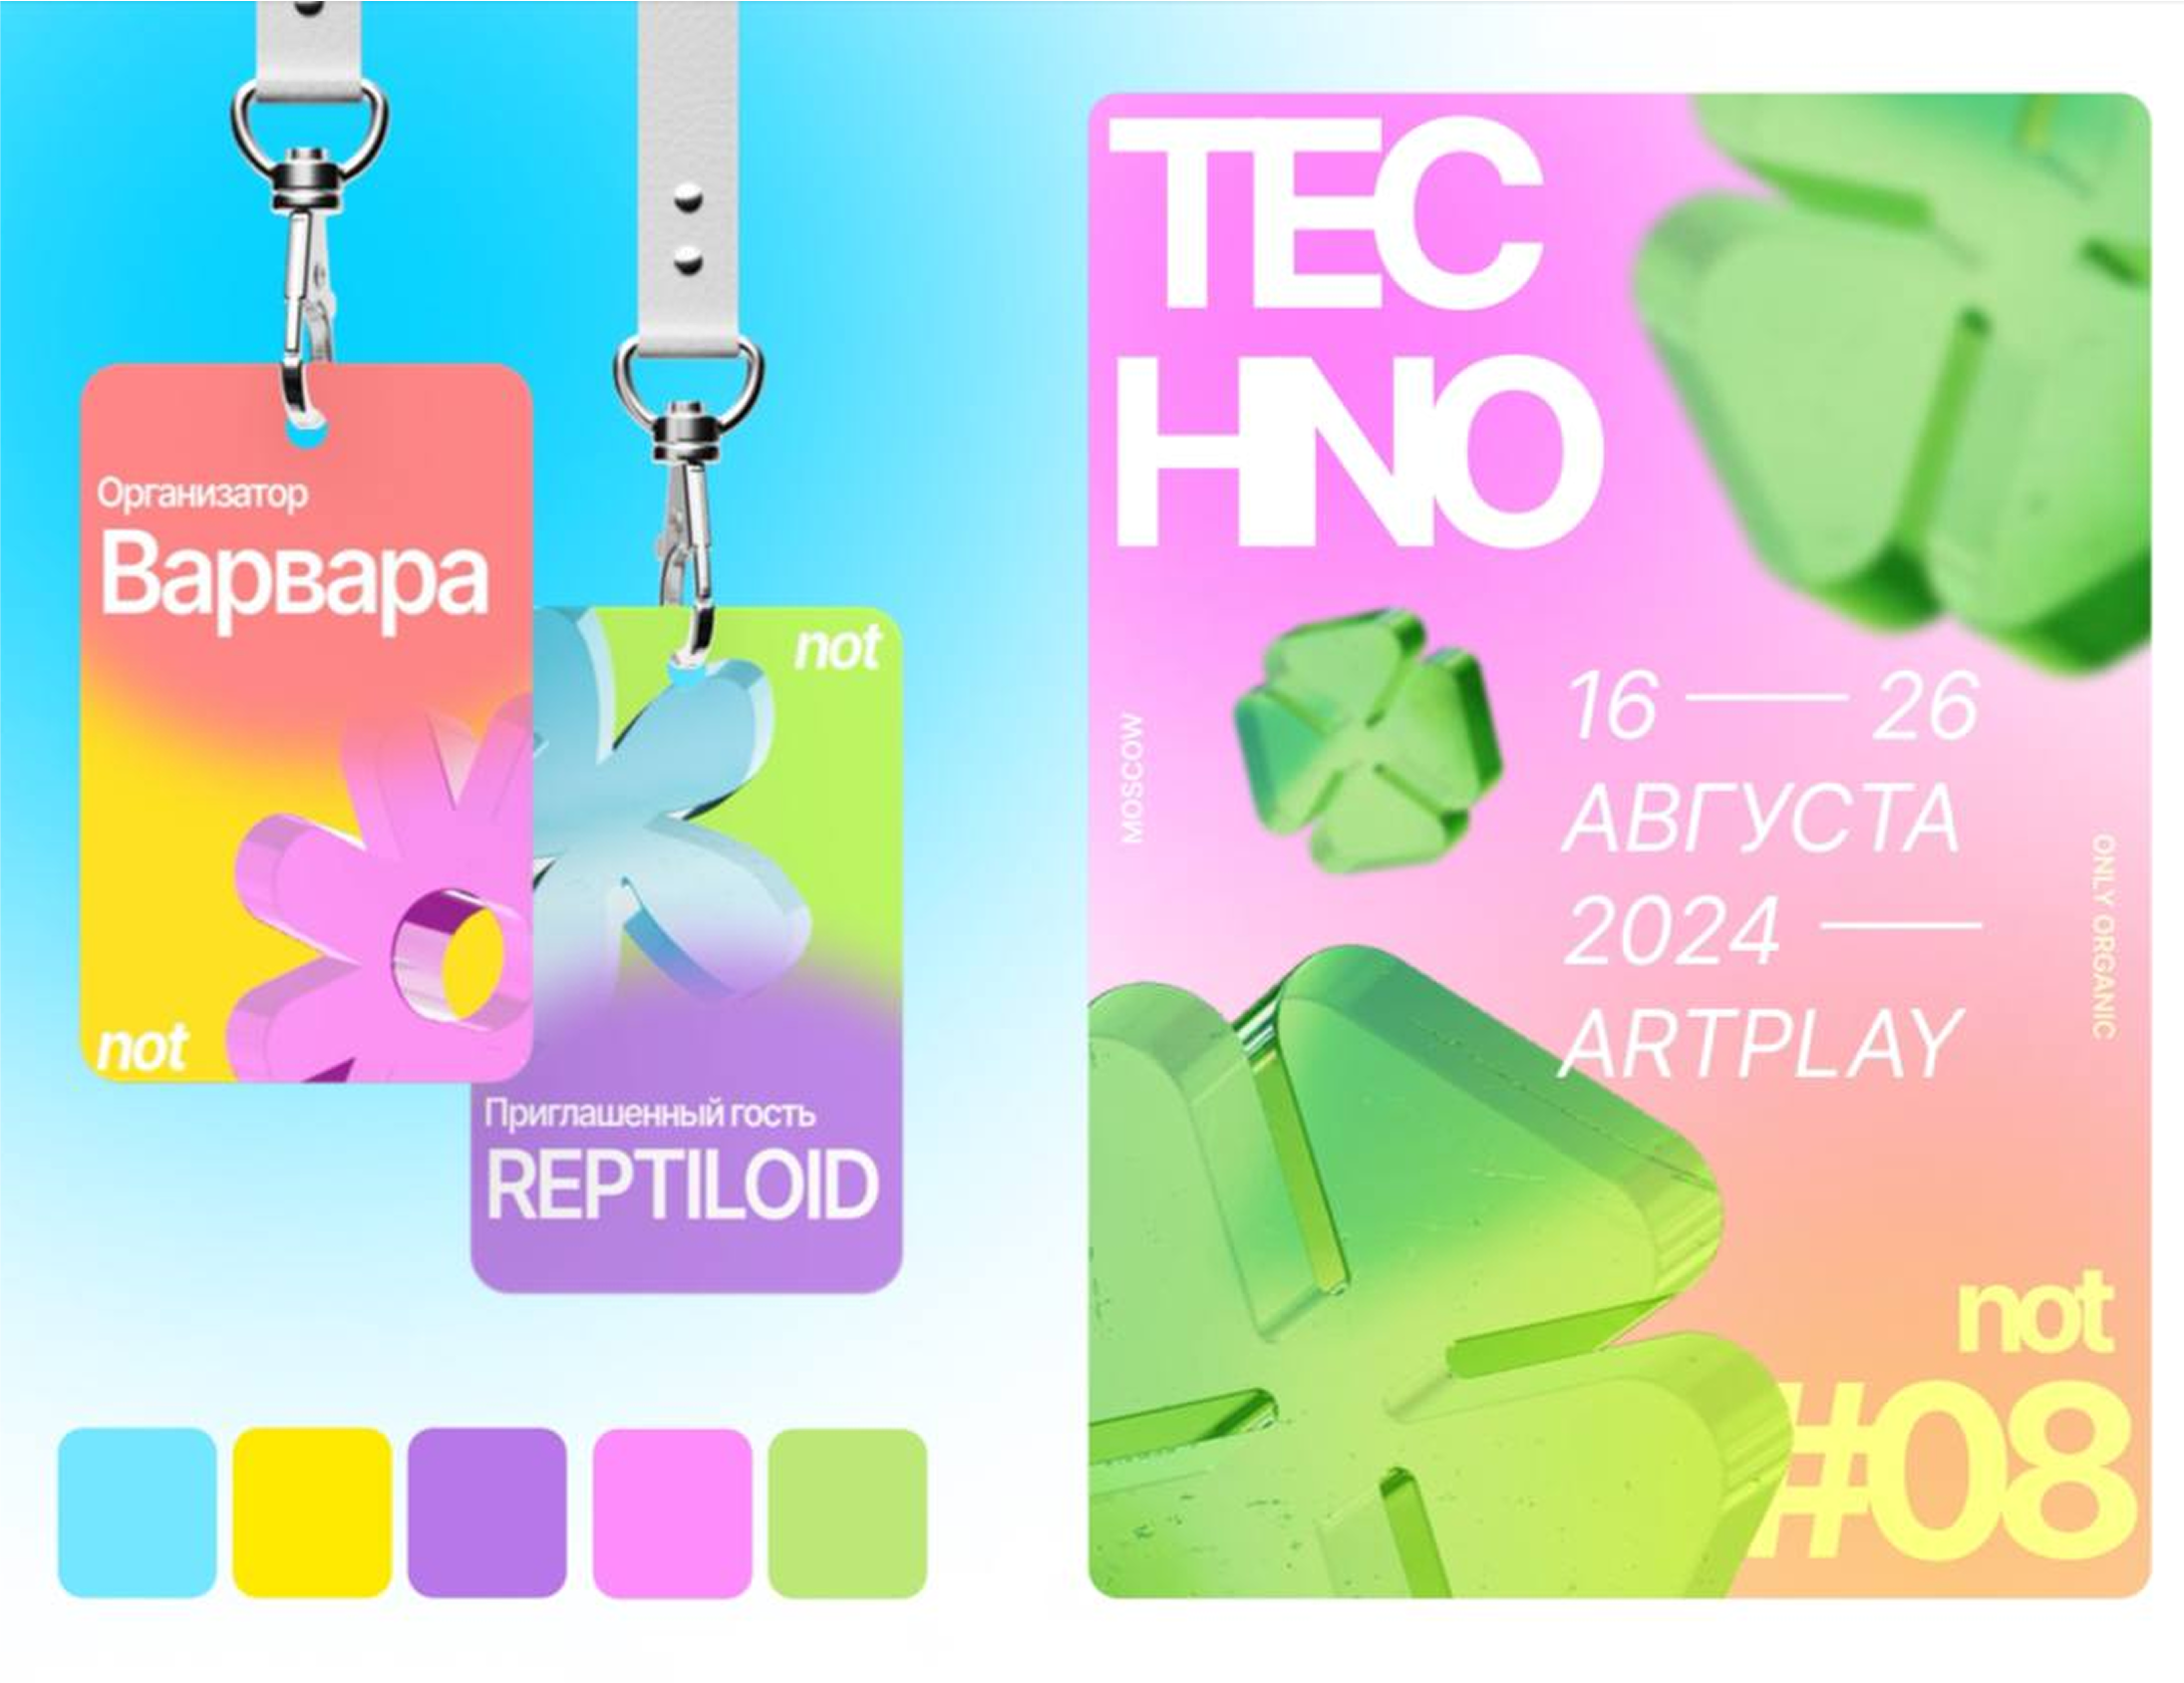 Организатор
Варвара
not
not
Приглашенный гость
REPTILOID
TEC
HNO
MOSCOW
16 — 26
АВГУСТА
2024 —
ARTPLAY
ONLY ORGANIC
not
#08